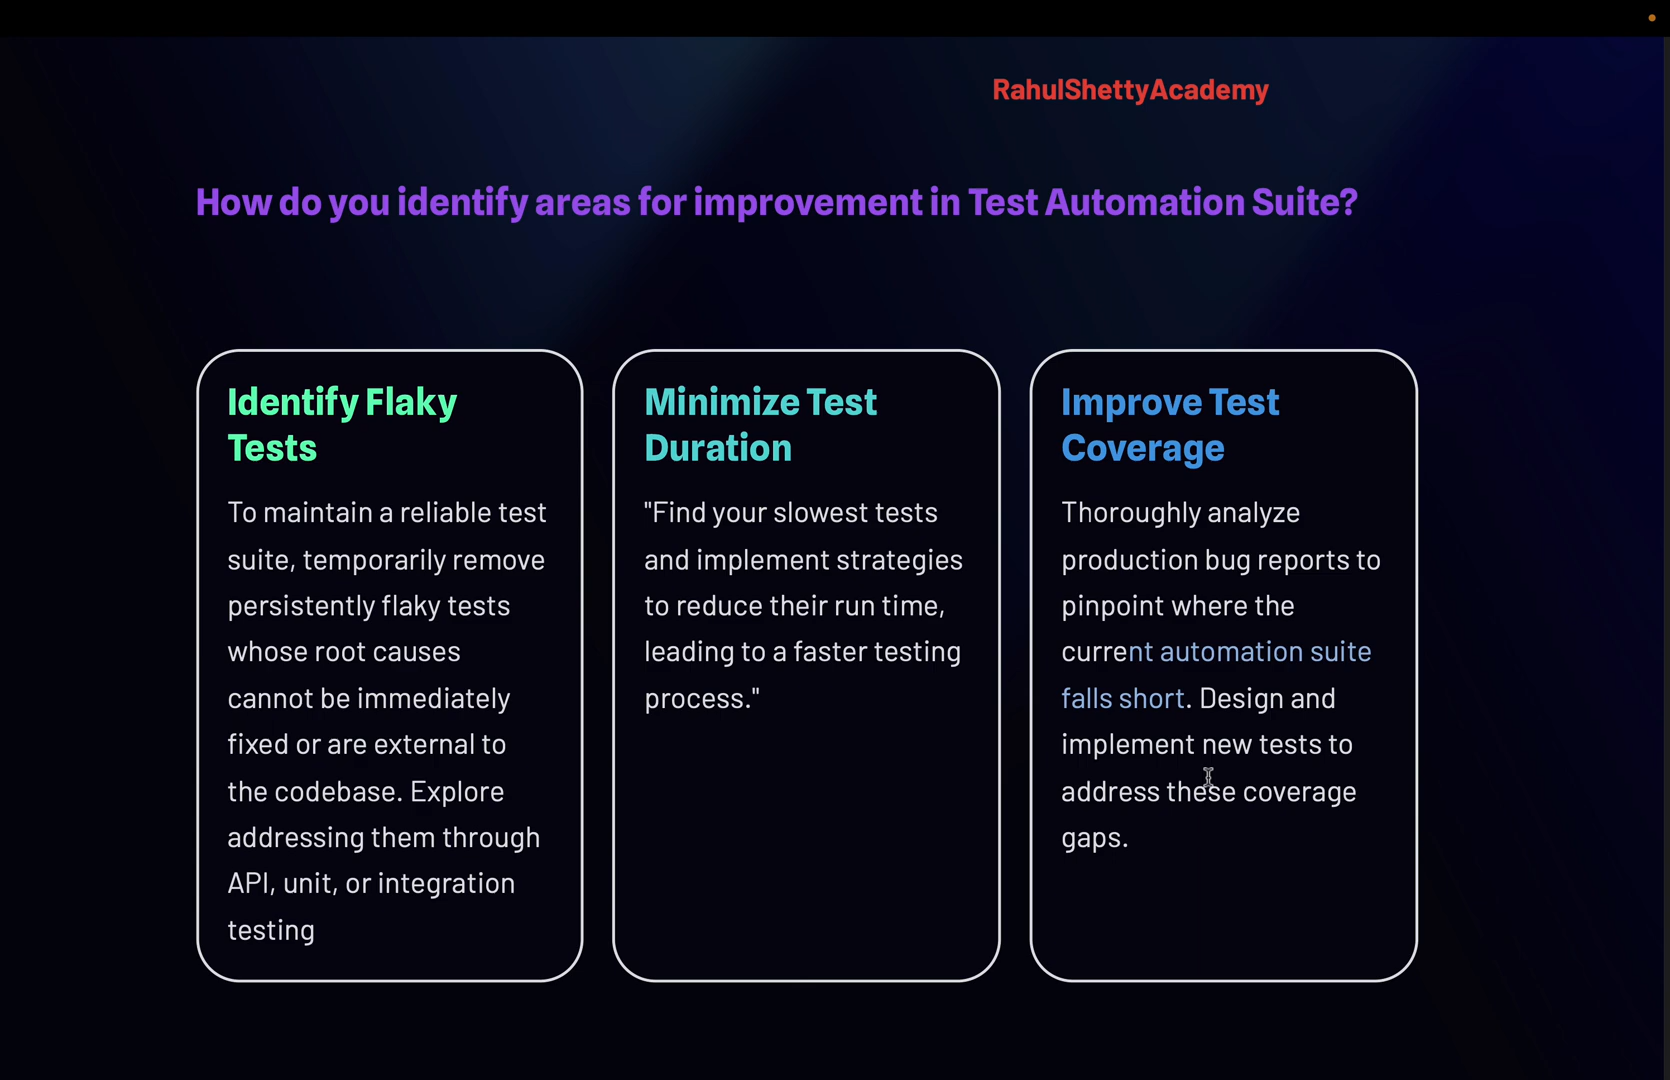 RahulShettyAcademy
How do you identify areas for improvement in Test Automation Suite?
Identify Flaky
Tests
To maintain a reliable test
suite, temporarily remove
persistently flaky tests
whose root causes
cannot be immediately
fixed or are external to
the codebase. Explore
addressing them through
API, unit, or integration
testing
Minimize Test
Duration
"Find your slowest tests
and implement strategies
to reduce their run time,
leading to a faster testing
process."
Improve Test
Coverage
Thoroughly analyze
production bug reports to
pinpoint where the
current automation suite
falls short. Design and
implement new tests to
address these coverage
gaps.